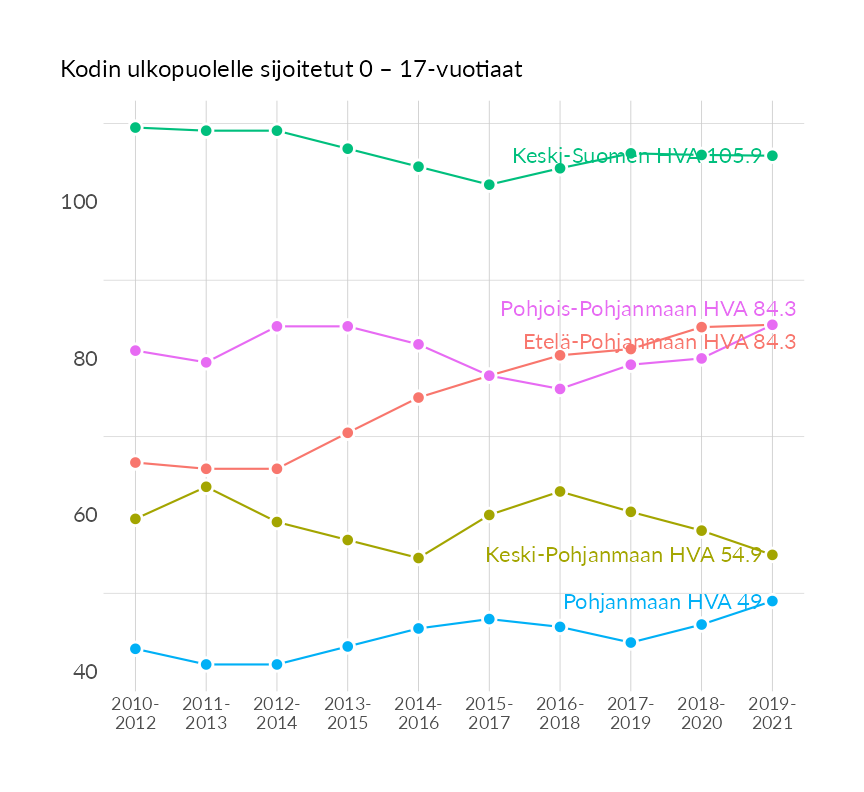 Kodin ulkopuolelle sijoitetut 0 – 17-vuotiaat
Keski-Suomen HVA 105.9
100
Pohjois-Pohjanmaan HVA 84.3
Etelä-Pohjanmaan HVA 84.3
80
60
Keski-Pohjanmaan HVA 54.9
Pohjanmaan HVA 49
40
2010- 2011- 2012- 2013- 2014- 2015- 2016- 2017- 2018- 2019-
2012 2013 2014 2015 2016 2017 2018 2019 2020 2021